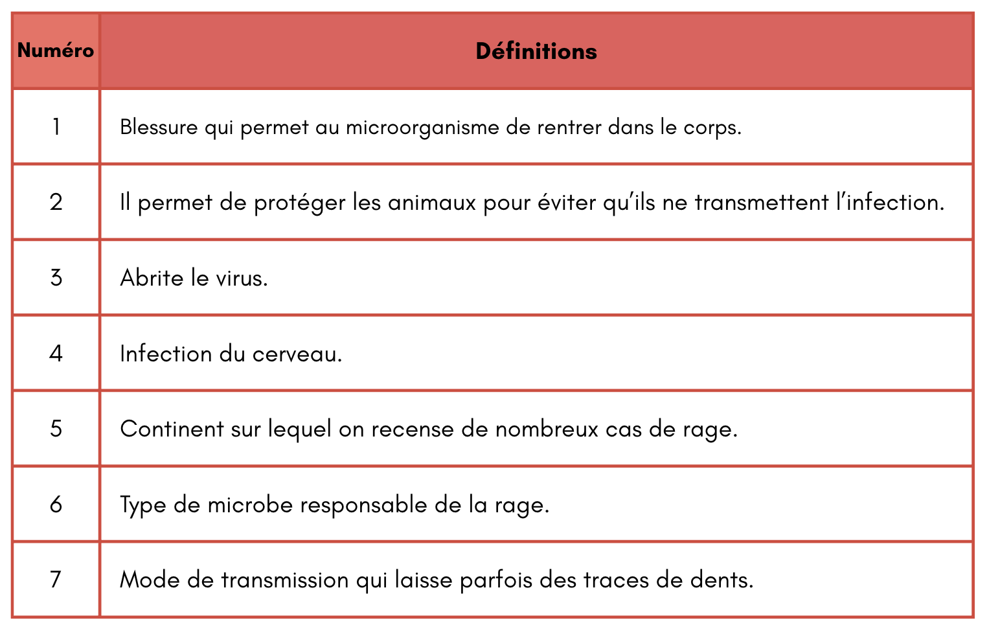 Numéro Définitions
1 Blessure qui permet au microorganisme de rentrer dans le corps.
2 Il permet de protéger les animaux pour éviter qu’ils ne transmettent l’infection.
3 Abrite le virus.
4 Infection du cerveau.
5 Continent sur lequel on recense de nombreux cas de rage.
6 Type de microbe responsable de la rage.
7 Mode de transmission qui laisse parfois des traces de dents.